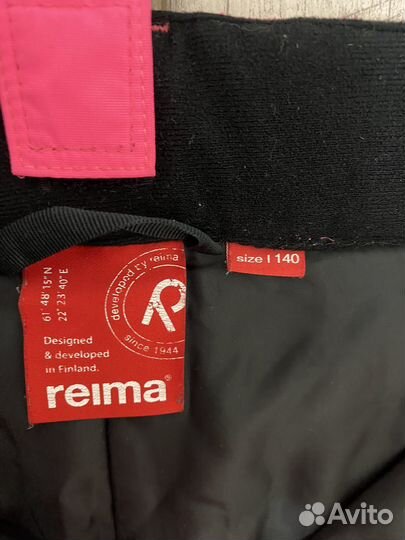 61°48'15"N
22°23'40"E
developed by reima
since 1944
Designed
& developed
in Finland.
reima®
size | 140
Avito